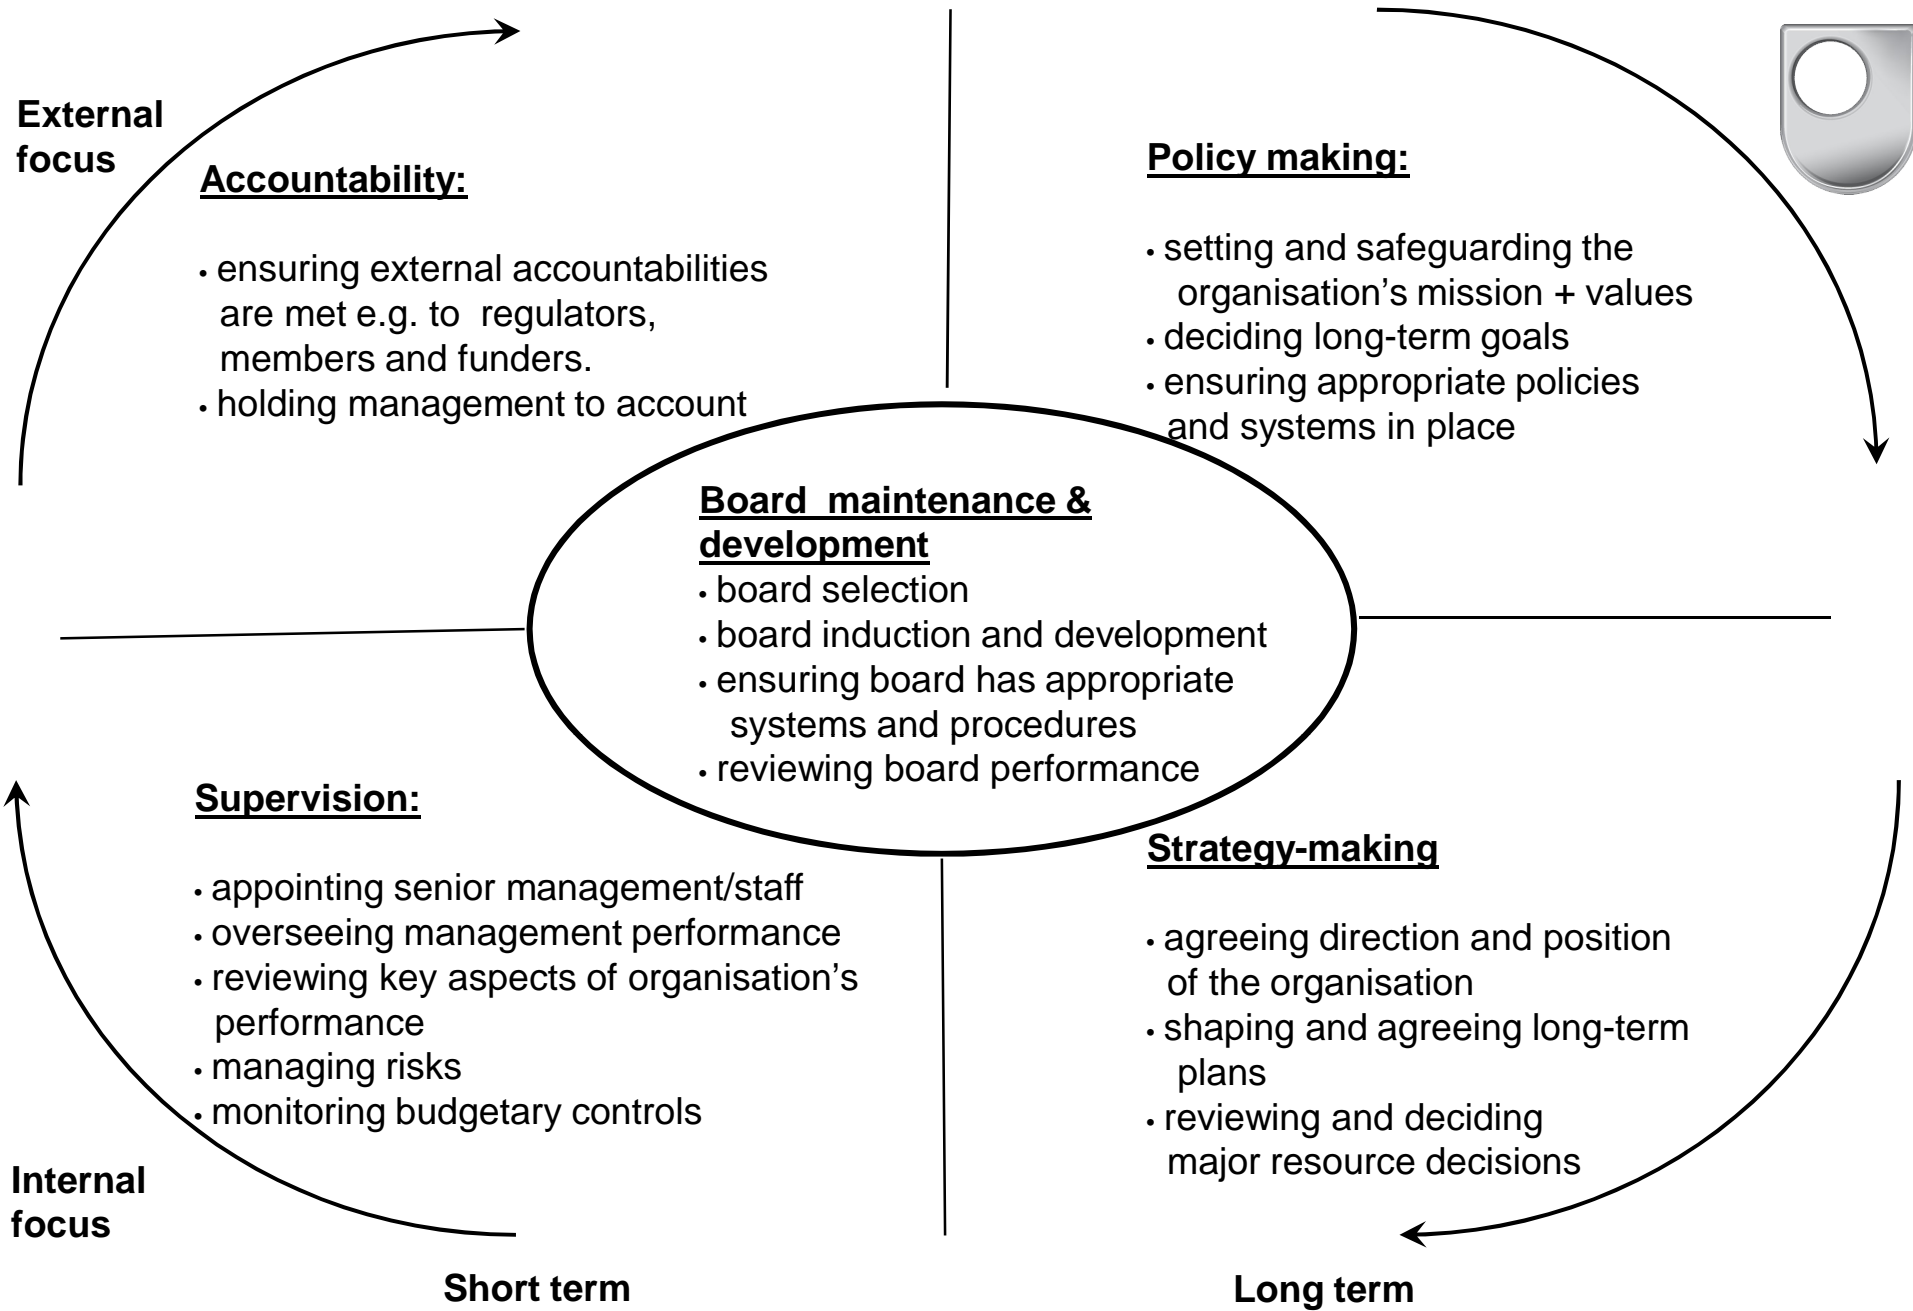 External
focus
Accountability:
• ensuring external accountabilities
are met e.g. to regulators,
members and funders.
• holding management to account
Policy making:
• setting and safeguarding the
organisation’s mission + values
• deciding long-term goals
• ensuring appropriate policies
and systems in place
Board maintenance &
development
• board selection
• board induction and development
• ensuring board has appropriate
systems and procedures
• reviewing board performance
Supervision:
• appointing senior management/staff
• overseeing management performance
• reviewing key aspects of organisation’s
performance
• managing risks
• monitoring budgetary controls
Strategy-making
• agreeing direction and position
of the organisation
• shaping and agreeing long-term
plans
• reviewing and deciding
major resource decisions
Internal
focus
Short term
Long term